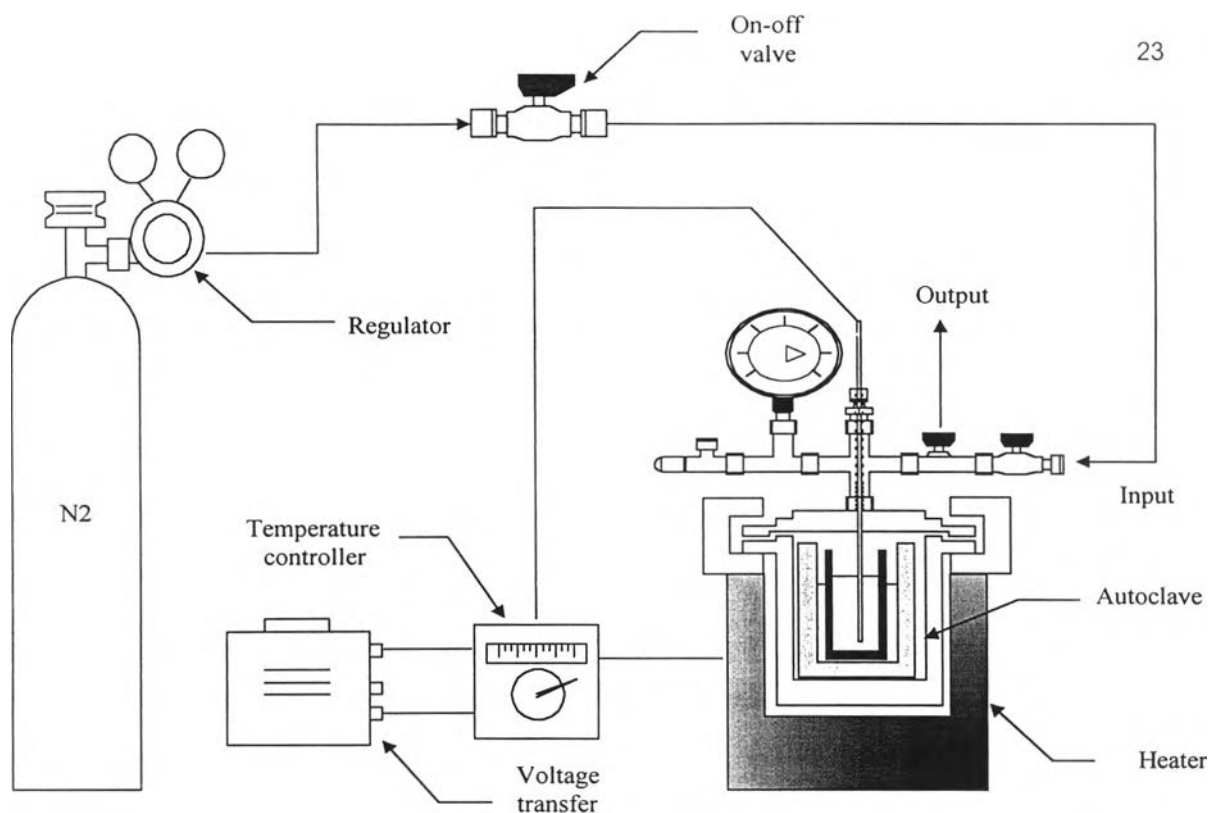 On-off
valve
23
Regulator
Output
N2
Input
Temperature
controller
Autoclave
Voltage
transfer
Heater